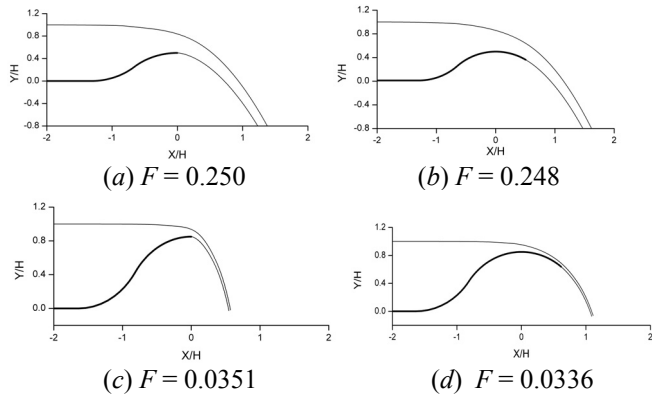 1.2
0.8
0.4
0.0
-0.4
-0.8
Y/H
-2 -1 0 1 2
X/H
(a) F = 0.250
1.2
0.8
0.4
0.0
-0.4
-0.8
Y/H
-2 -1 0 1 2
X/H
(b) F = 0.248
1.2
0.8
0.4
0.0
Y/H
-2 -1 0 1 2
X/H
(c) F = 0.0351
1.2
0.8
0.4
0.0
Y/H
-2 -1 0 1 2
X/H
(d) F = 0.0336